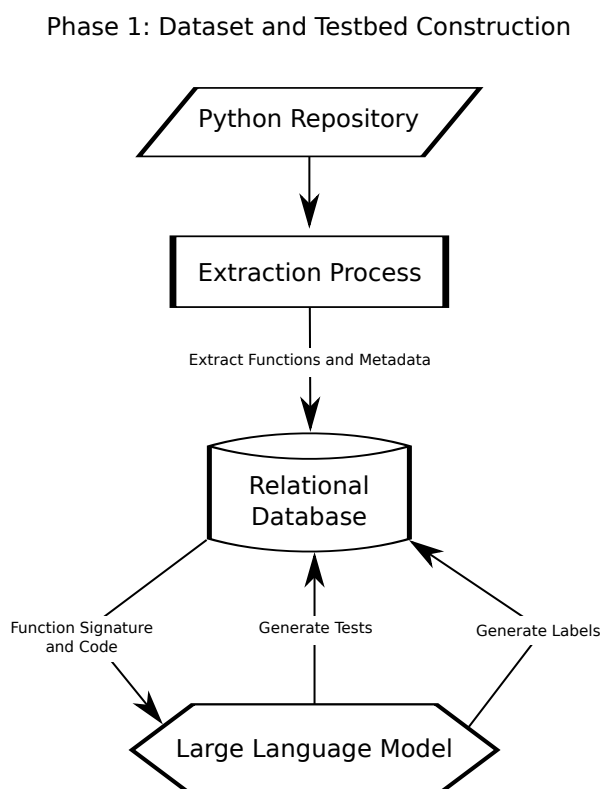 Phase 1: Dataset and Testbed Construction
Python Repository
Extraction Process
Extract Functions and Metadata
Relational
Database
Function Signature
and Code
Generate Tests
Generate Labels
Large Language Model